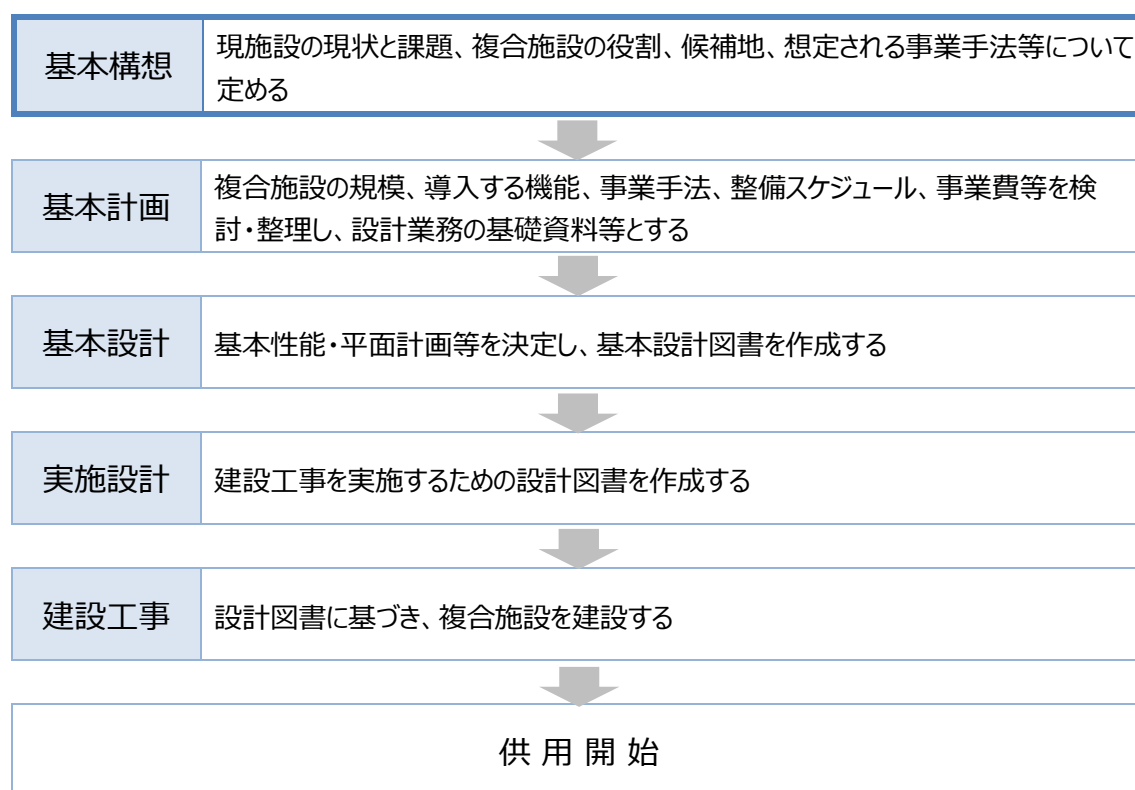 基本構想
現施設の現状と課題、複合施設の役割、候補地、想定される事業手法等について
定める
基本計画
複合施設の規模、導入する機能、事業手法、整備スケジュール、事業費等を検
討・整理し、設計業務の基礎資料等とする
基本設計
基本性能・平面計画等を決定し、基本設計図書を作成する
実施設計
建設工事を実施するための設計図書を作成する
建設工事
設計図書に基づき、複合施設を建設する
供用開始